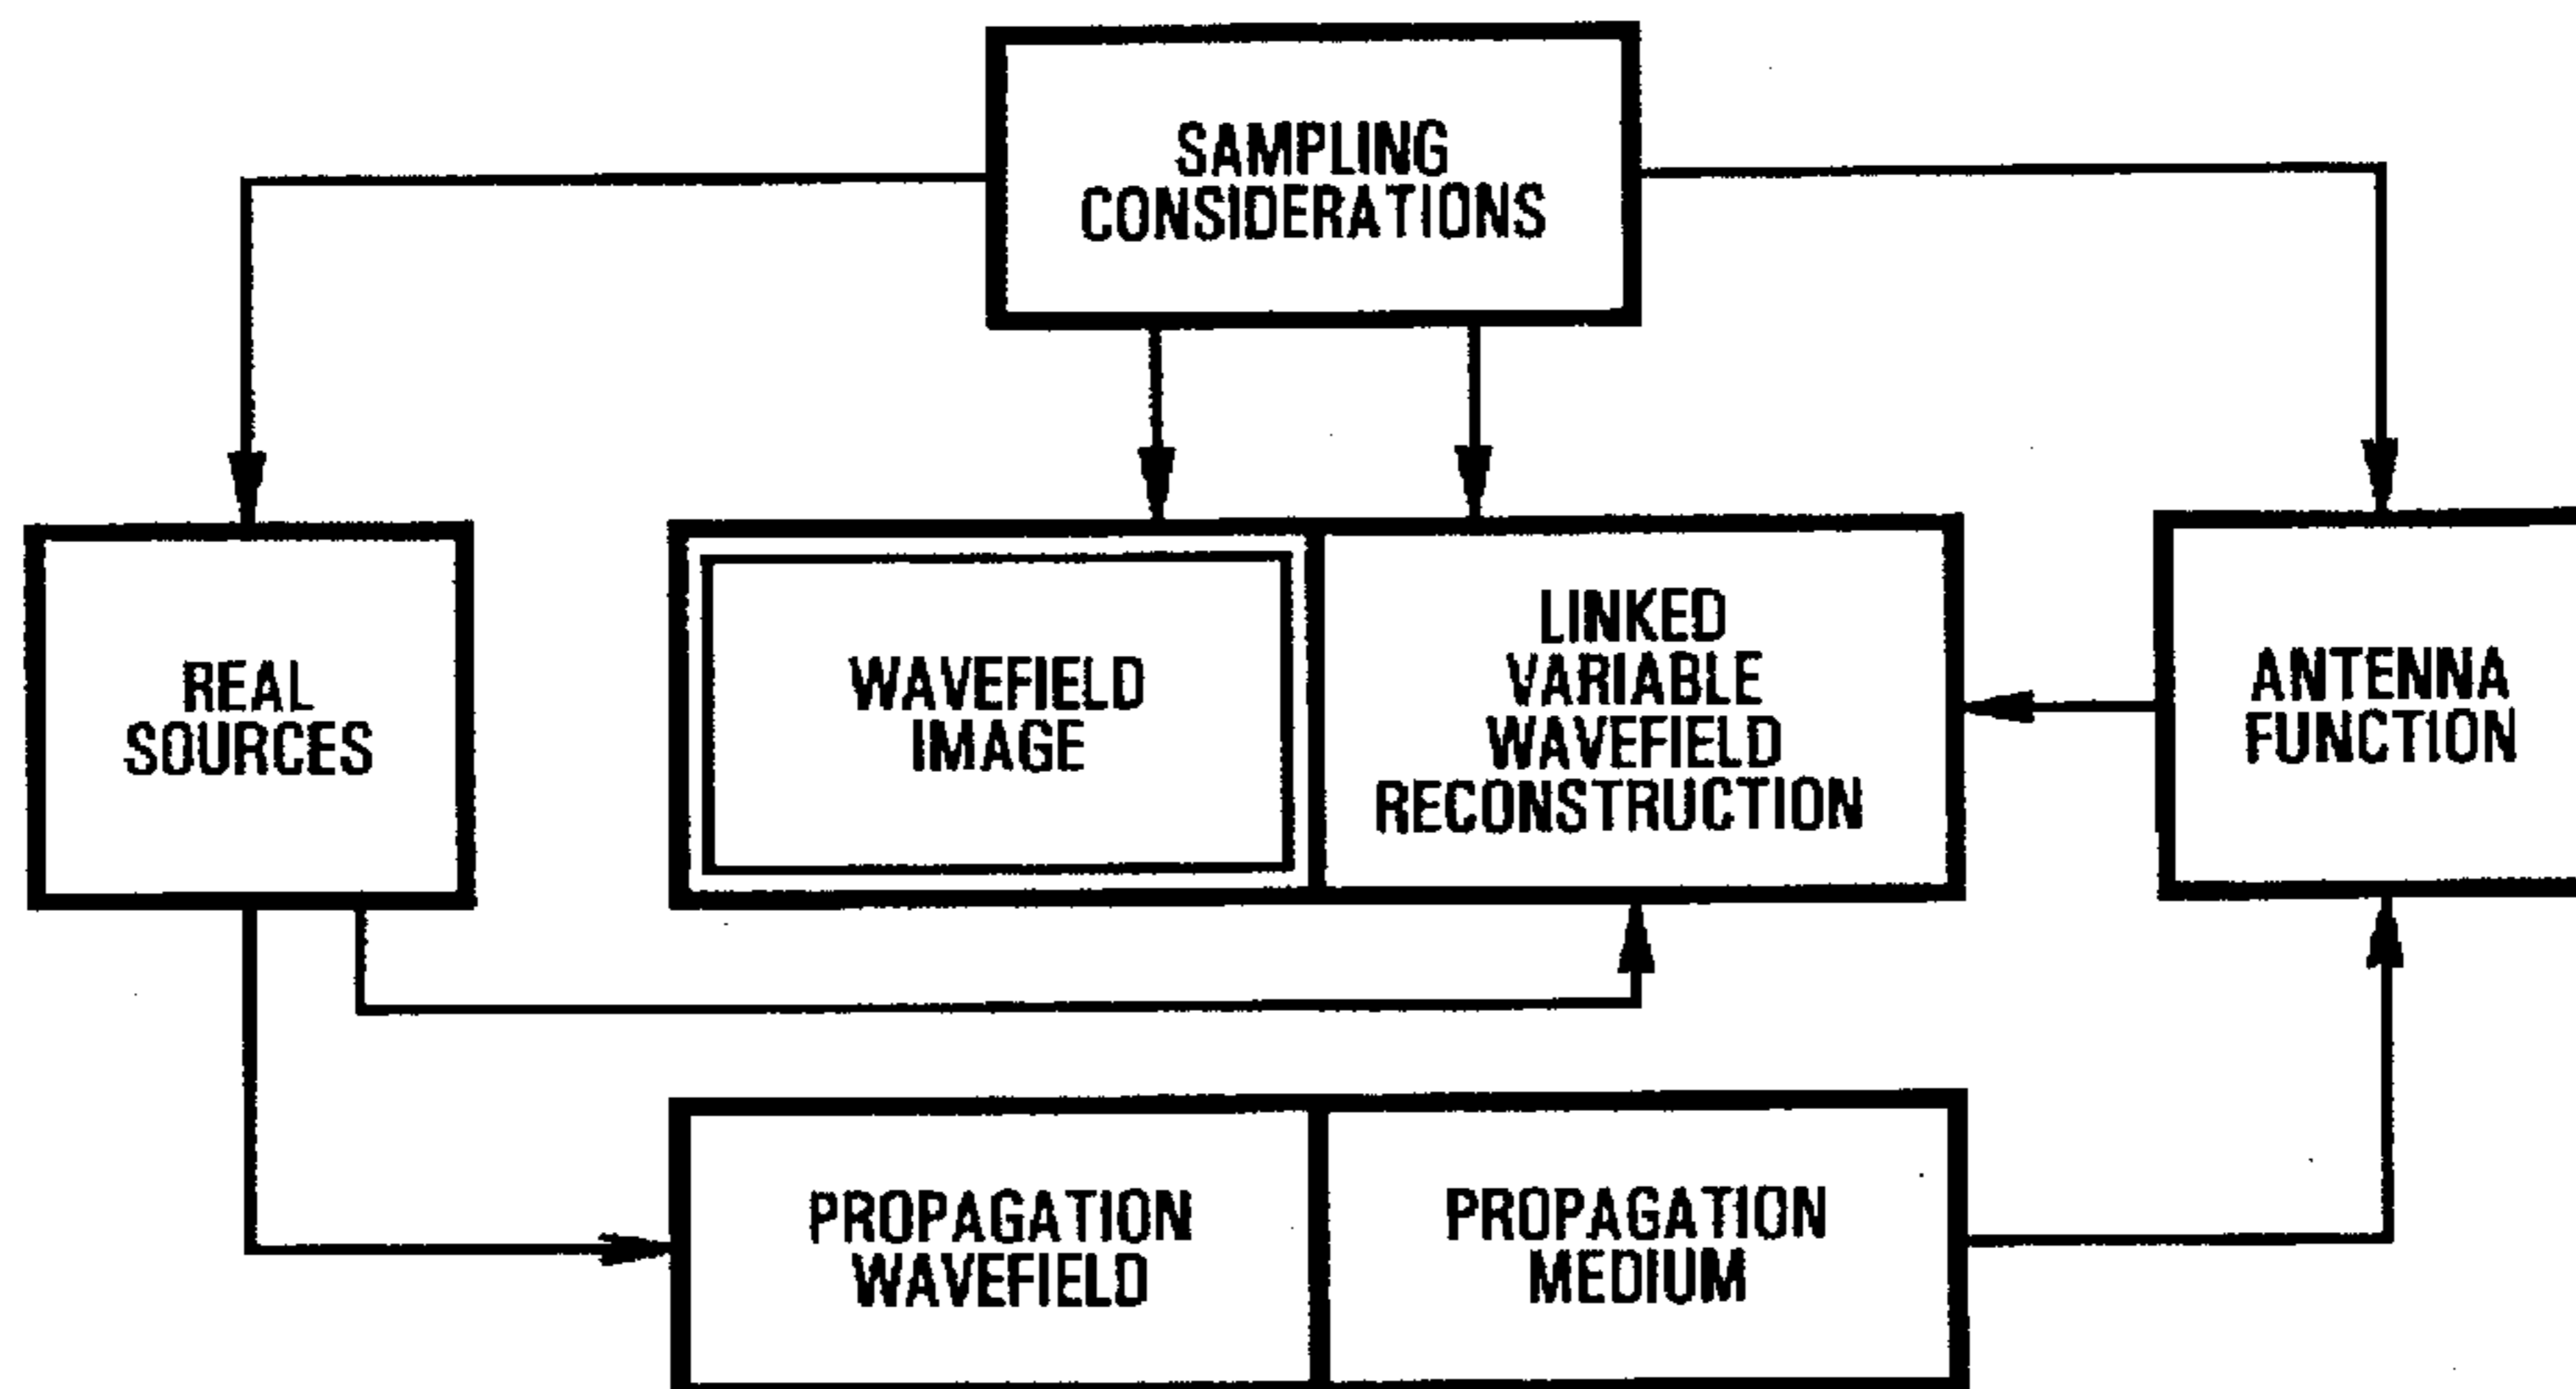 SAMPLING
CONSIDERATIONS
REAL
SOURCES
WAVEFIELD
IMAGE
LINKED
VARIABLE
WAVEFIELD
RECONSTRUCTION
ANTENNA
FUNCTION
PROPAGATION
WAVEFIELD
PROPAGATION
MEDIUM